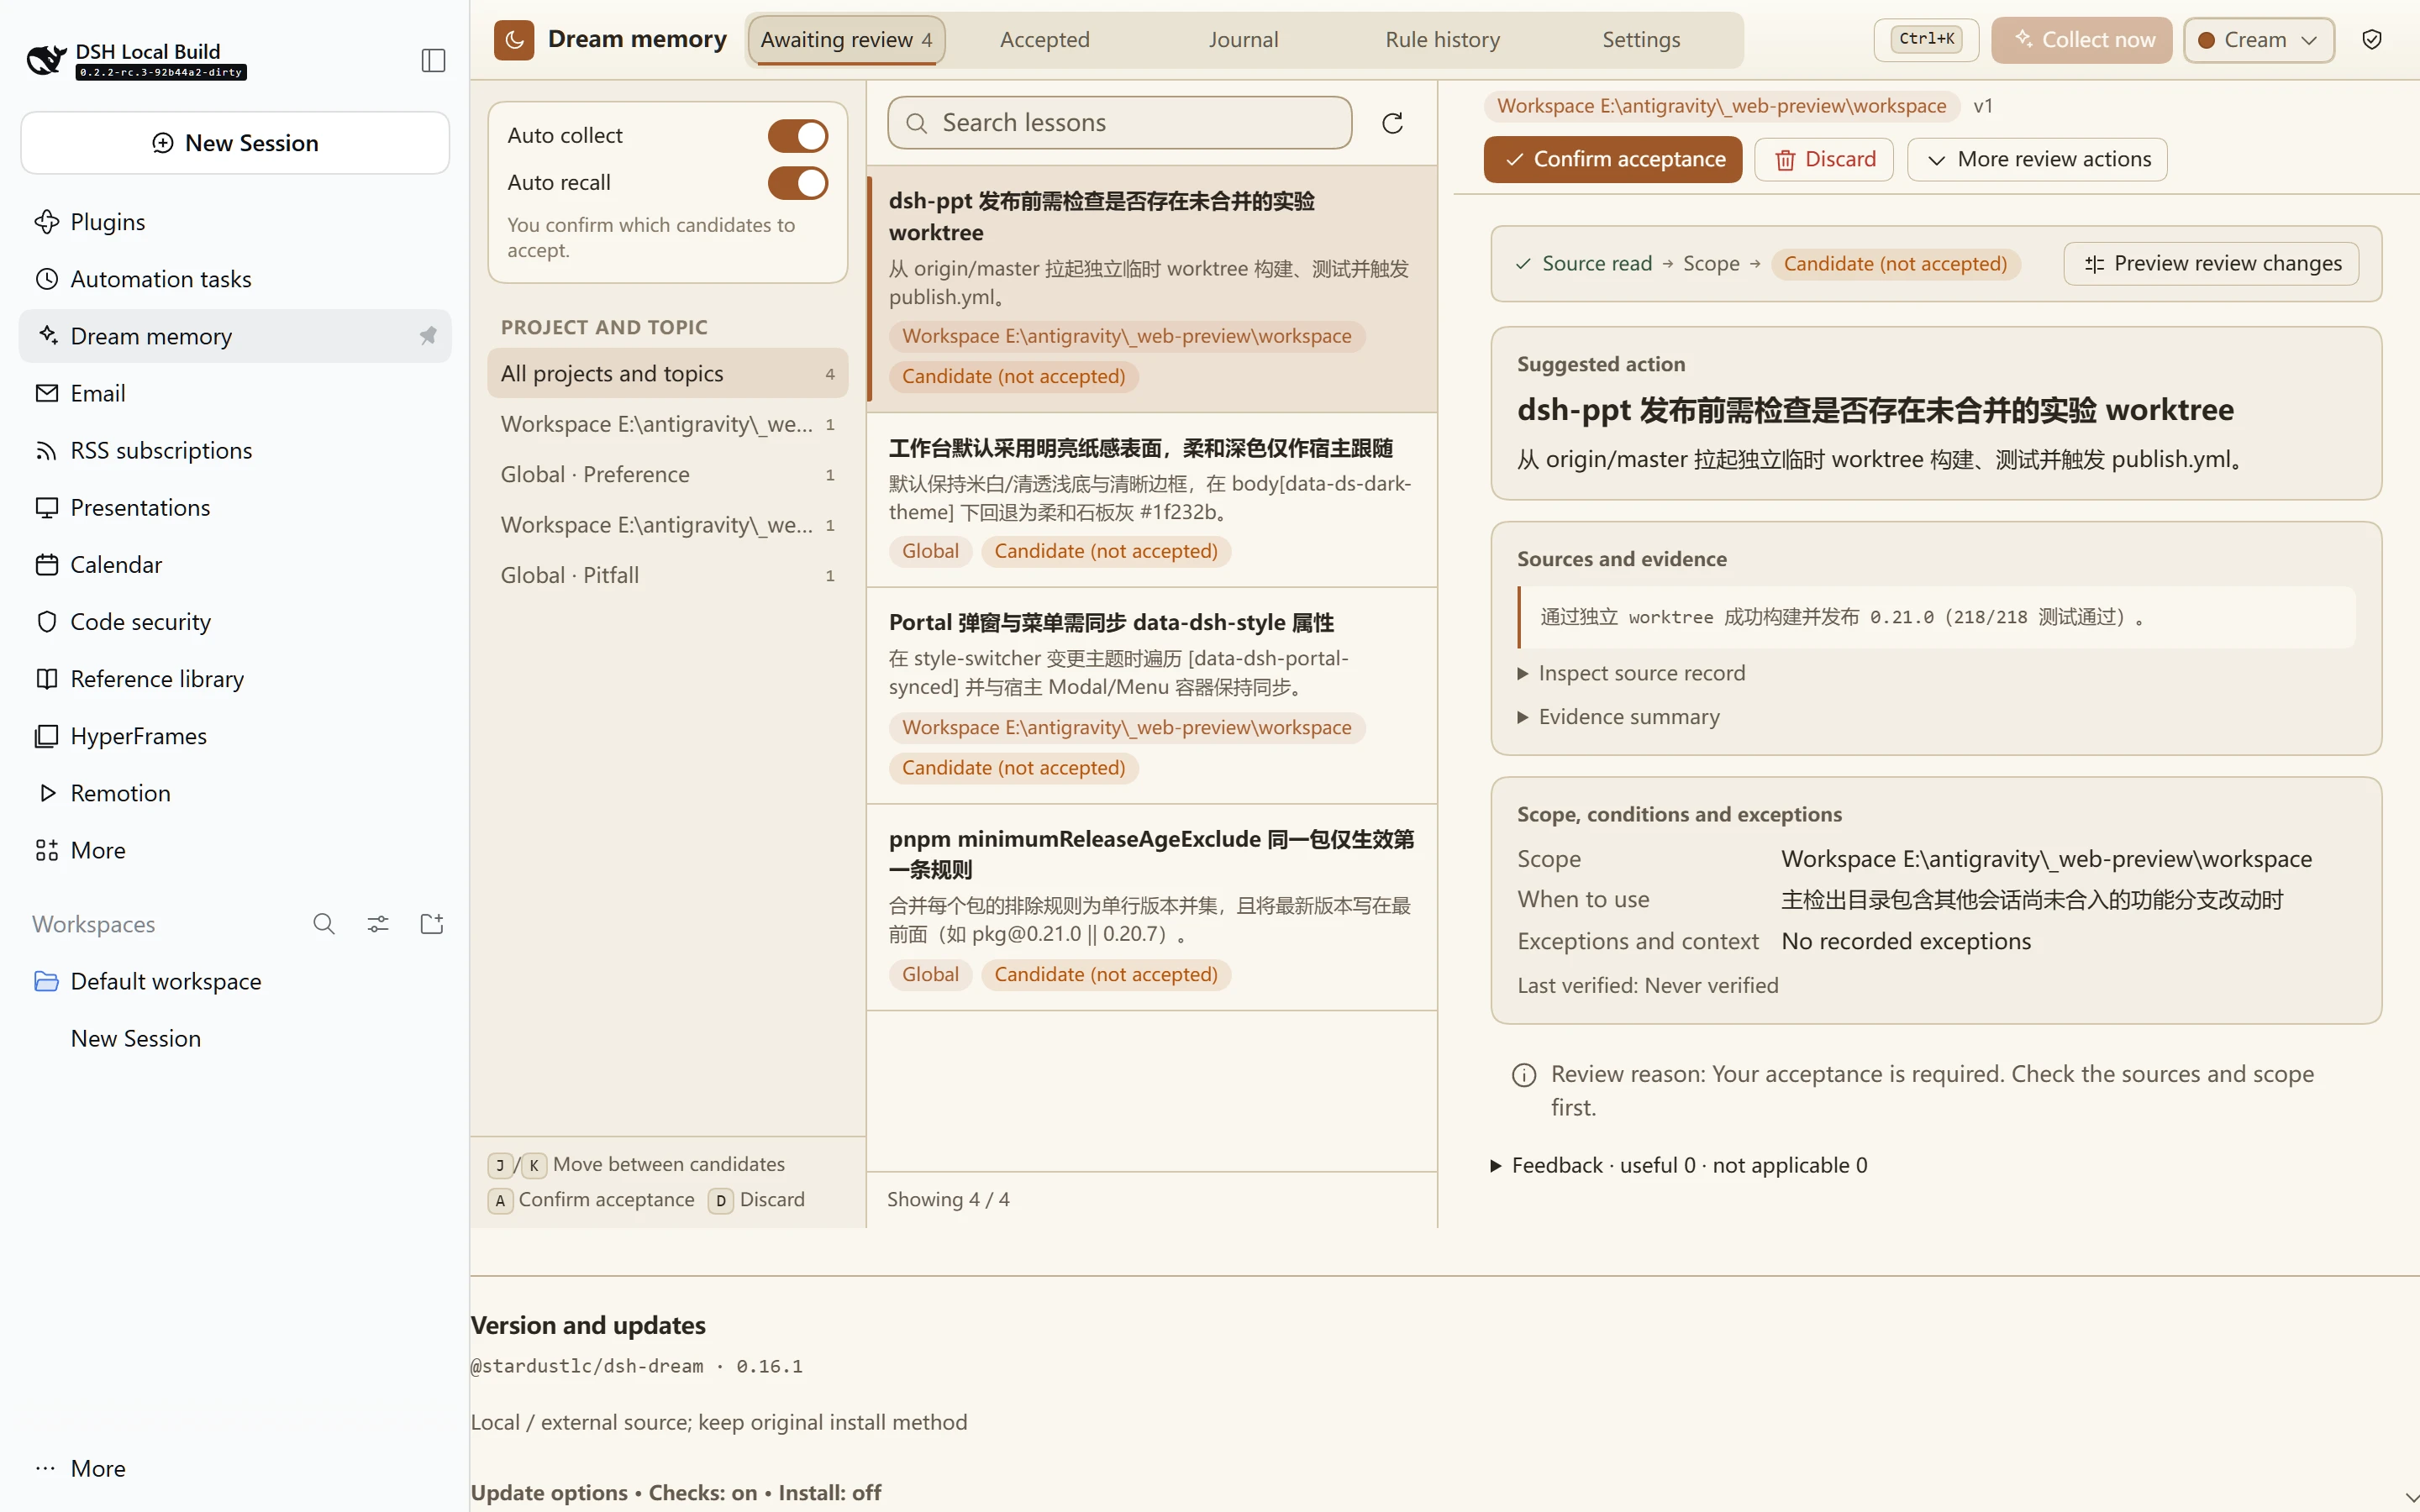 DSH Local Build
0.2.2-rc.3-92b44a2-dirty
New Session
Plugins
Automation tasks
Dream memory
Email
RSS subscriptions
Presentations
Calendar
Code security
Reference library
HyperFrames
Remotion
More
Workspaces
Default workspace
New Session
More
Dream memory
Awaiting review 4
Accepted
Journal
Rule history
Settings
Ctrl+K
Collect now
Cream
Auto collect
Auto recall
You confirm which candidates to
accept.
PROJECT AND TOPIC
All projects and topics 4
Workspace E:\antigravity\_we... 1
Global · Preference 1
Workspace E:\antigravity\_we... 1
Global · Pitfall 1
J / K Move between candidates
A Confirm acceptance D Discard
Search lessons
dsh-ppt 发布前需检查是否存在未合并的实验
worktree
从 origin/master 拉起独立临时 worktree 构建、测试并触发
publish.yml。
Workspace E:\antigravity\_web-preview\workspace
Candidate (not accepted)
工作台默认采用明亮纸感表面，柔和深色仅作宿主跟随
默认保持米白/清透浅底与清晰边框，在 body[data-ds-dark-
theme] 下回退为柔和石板灰 #1f232b。
Global Candidate (not accepted)
Portal 弹窗与菜单需同步 data-dsh-style 属性
在 style-switcher 变更主题时遍历 [data-dsh-portal-
synced] 并与宿主 Modal/Menu 容器保持同步。
Workspace E:\antigravity\_web-preview\workspace
Candidate (not accepted)
pnpm minimumReleaseAgeExclude 同一包仅生效第
一条规则
合并每个包的排除规则为单行版本并集，且将最新版本写在最
前面（如 pkg@0.21.0 || 0.20.7）。
Global Candidate (not accepted)
Showing 4 / 4
Workspace E:\antigravity\_web-preview\workspace v1
Confirm acceptance
Discard
More review actions
Source read → Scope → Candidate (not accepted)
Preview review changes
Suggested action
dsh-ppt 发布前需检查是否存在未合并的实验 worktree
从 origin/master 拉起独立临时 worktree 构建、测试并触发 publish.yml。
Sources and evidence
通过独立 worktree 成功构建并发布 0.21.0（218/218 测试通过）。
Inspect source record
Evidence summary
Scope, conditions and exceptions
Scope Workspace E:\antigravity\_web-preview\workspace
When to use 主检出目录包含其他会话尚未合入的功能分支改动时
Exceptions and context No recorded exceptions
Last verified: Never verified
Review reason: Your acceptance is required. Check the sources and scope
first.
Feedback · useful 0 · not applicable 0
Version and updates
@stardustlc/dsh-dream · 0.16.1
Local / external source; keep original install method
Update options • Checks: on • Install: off